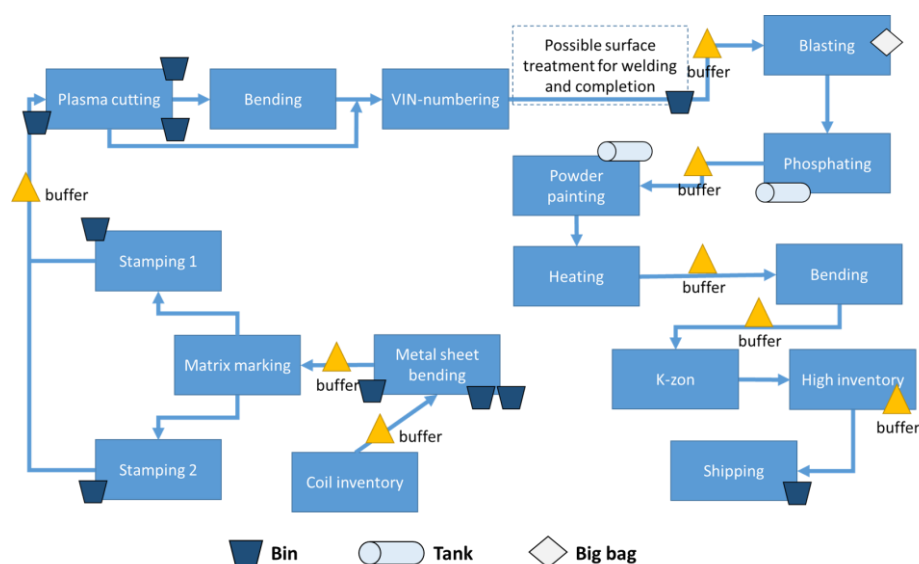 Possible surface
treatment for welding
and completion
buffer
Blasting
Plasma cutting
Bending
VIN-numbering
Phosphating
buffer
Powder
painting
buffer
Stamping 1
Heating
buffer
Bending
buffer
Matrix marking
buffer
Metal sheet
bending
K-zon
High inventory
buffer
buffer
Stamping 2
Coil inventory
Shipping
Bin
Tank
Big bag